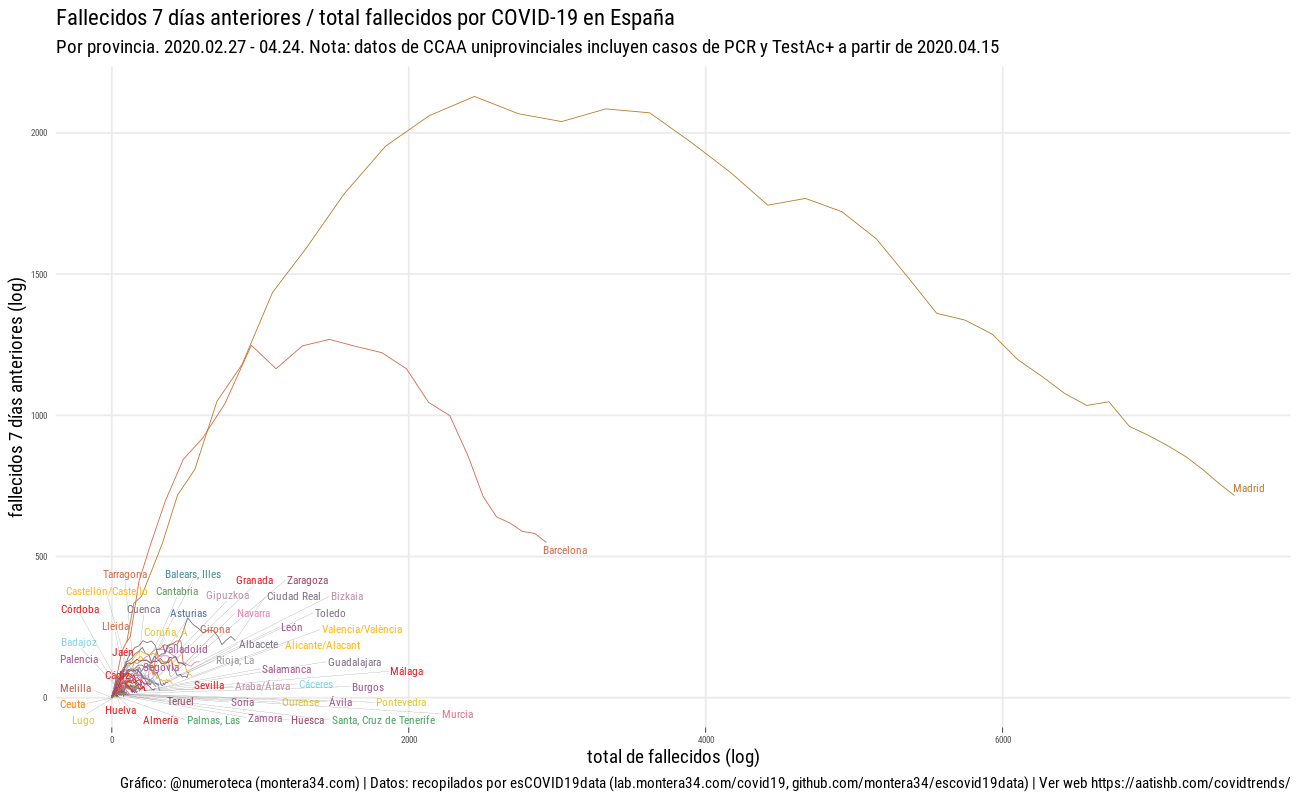 Fallecidos 7 días anteriores / total fallecidos por COVID-19 en España
Por provincia. 2020.02.27 - 04.24. Nota: datos de CCAA uniprovinciales incluyen casos de PCR y TestAc+ a partir de 2020.04.15
fallecidos 7 días anteriores (log)
2000
1500
1000
500
0
Madrid
Barcelona
Tarragona Balears, Illes Granada Zaragoza
Castellón/Castelló Cantabria Gipuzkoa Ciudad Real Bizkaia
Córdoba Cuenca Asturias Navarra Toledo
Lleida Coruña, A Girona León Valencia/València
Badajoz Jaén Valladolid Albacete Alicante/Alacant
Palencia Segovia Rioja, La Salamanca Guadalajara
Cádiz Málaga
Melilla Sevilla Araba/Álava Cáceres Burgos
Ceuta Huelva Teruel Soria Ourense Ávila Pontevedra
Lugo Almería Palmas, Las Zamora Huesca Santa, Cruz de Tenerife Murcia
0 2000 4000 6000
total de fallecidos (log)
Gráfico: @numeroteca (montera34.com) | Datos: recopilados por esCOVID19data (lab.montera34.com/covid19, github.com/montera34/escovid19data) | Ver web https://aatishb.com/covidtrends/